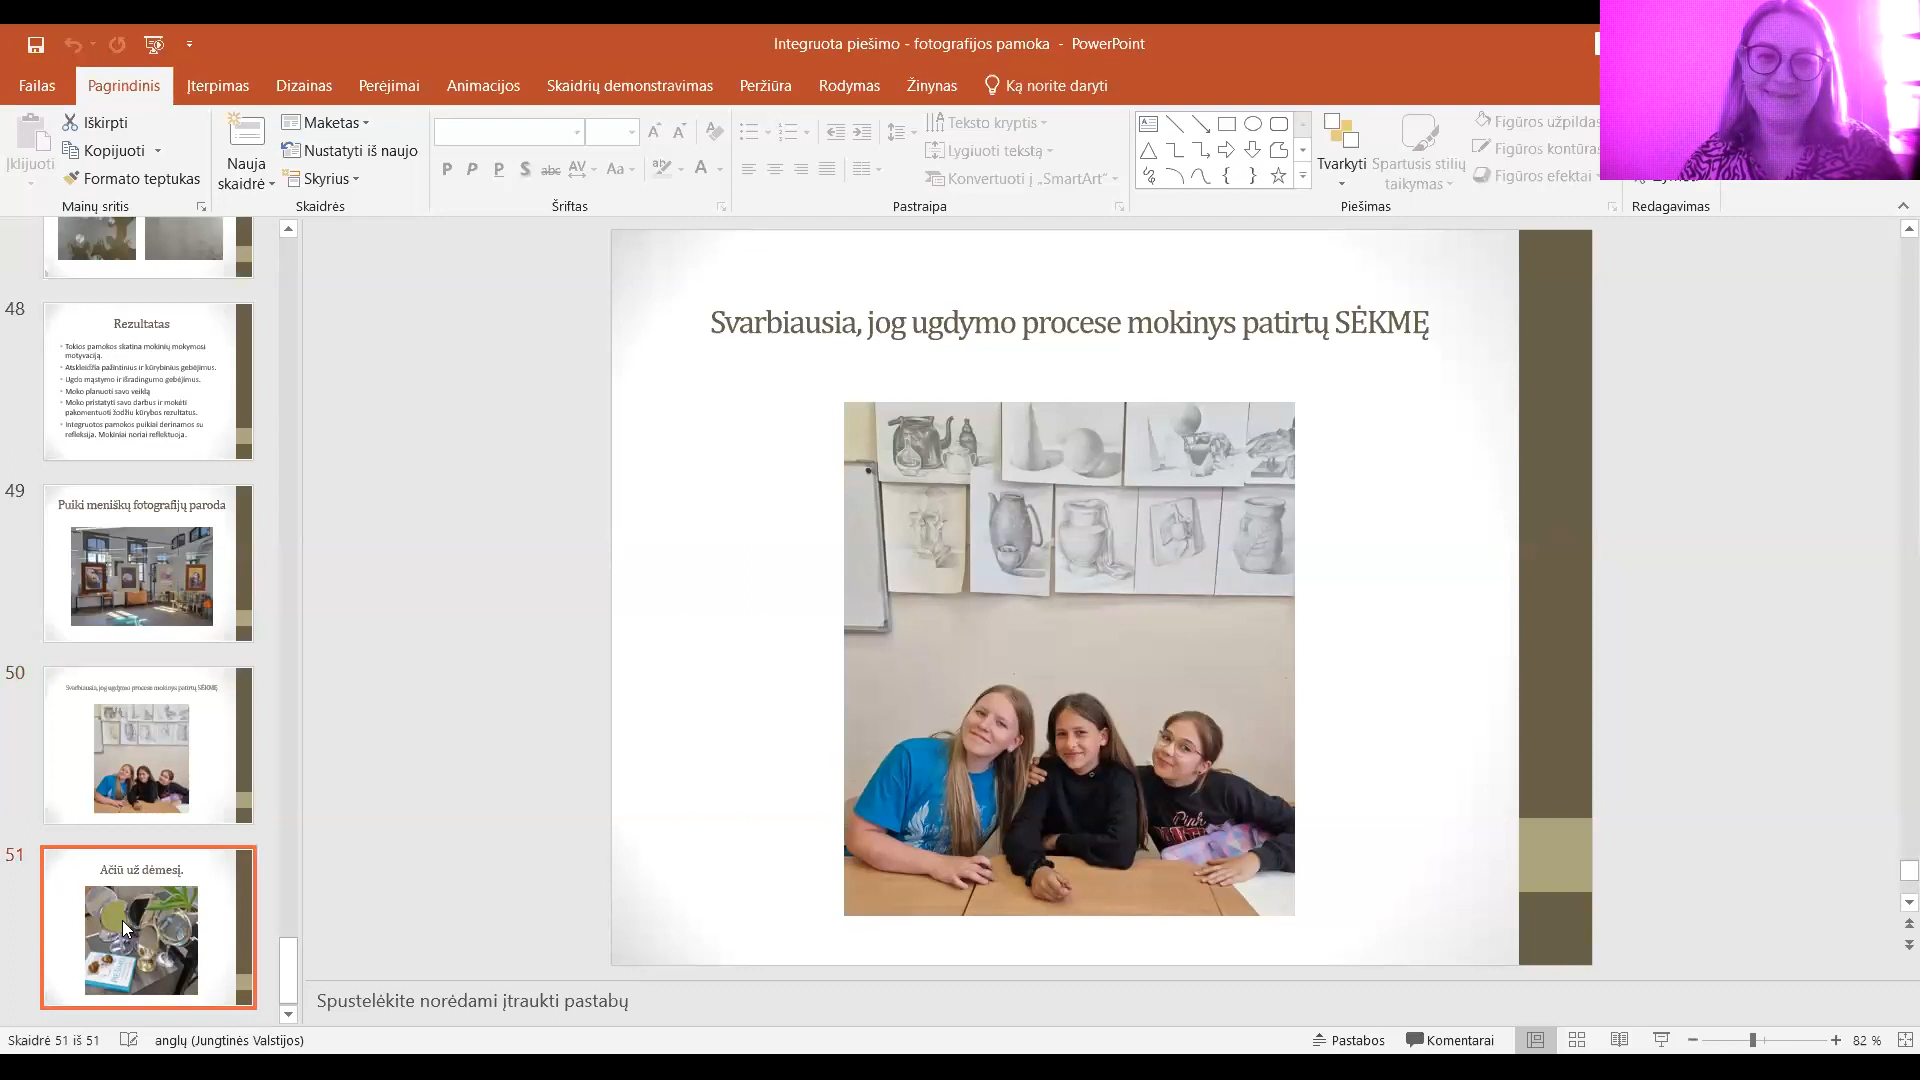 Integruota piešimo - fotografijos pamoka - PowerPoint
Failas Pagrindinis Įterpimas Dizainas Perėjimai Animacijos Skaidrių demonstravimas Peržiūra Rodymas Žinynas Ką norite daryti
Įklijuoti
Iškirpti
Kopijuoti
Formato teptukas
Mainų sritis
Nauja
skaidrė
Maketas
Nustatyti iš naujo
Skyrius
Skaidrės
P P P S abc AV Aa A
Šriftas
Teksto kryptis
Lygiuoti tekstą
Konvertuoti į „SmartArt“
Pastraipa
Tvarkyti
Spartusis stilių
taikymas
Figūros užpildas
Figūros kontūras
Figūros efektai
Piešimas
Redagavimas
48
Rezultatas
Tokios pamokos skatina mokinių mokymosi
motyvaciją.
Atskleidžia pažintinius ir kūrybinius gebėjimus.
Ugdo mąstymo ir išradingumo gebėjimus.
Moko planuoti savo veiklą
Moko pristatyti savo darbus ir mokėti
pakomentuoti žodžiu kūrybos rezultatus.
Integruotos pamokos puikiai derinamos su
refleksija. Mokiniai noriai reflektuoja.
49
Puiki meniškų fotografijų paroda
50
Svarbiausia, jog ugdymo procese mokinys patirtų SĖKMĘ
51
Ačiū už dėmesį.
Svarbiausia, jog ugdymo procese mokinys patirtų SĖKMĘ
Pink
Spustelėkite norėdami įtraukti pastabų
Skaidrė 51 iš 51 anglų (Jungtinės Valstijos) Pastabos Komentarai 82 %